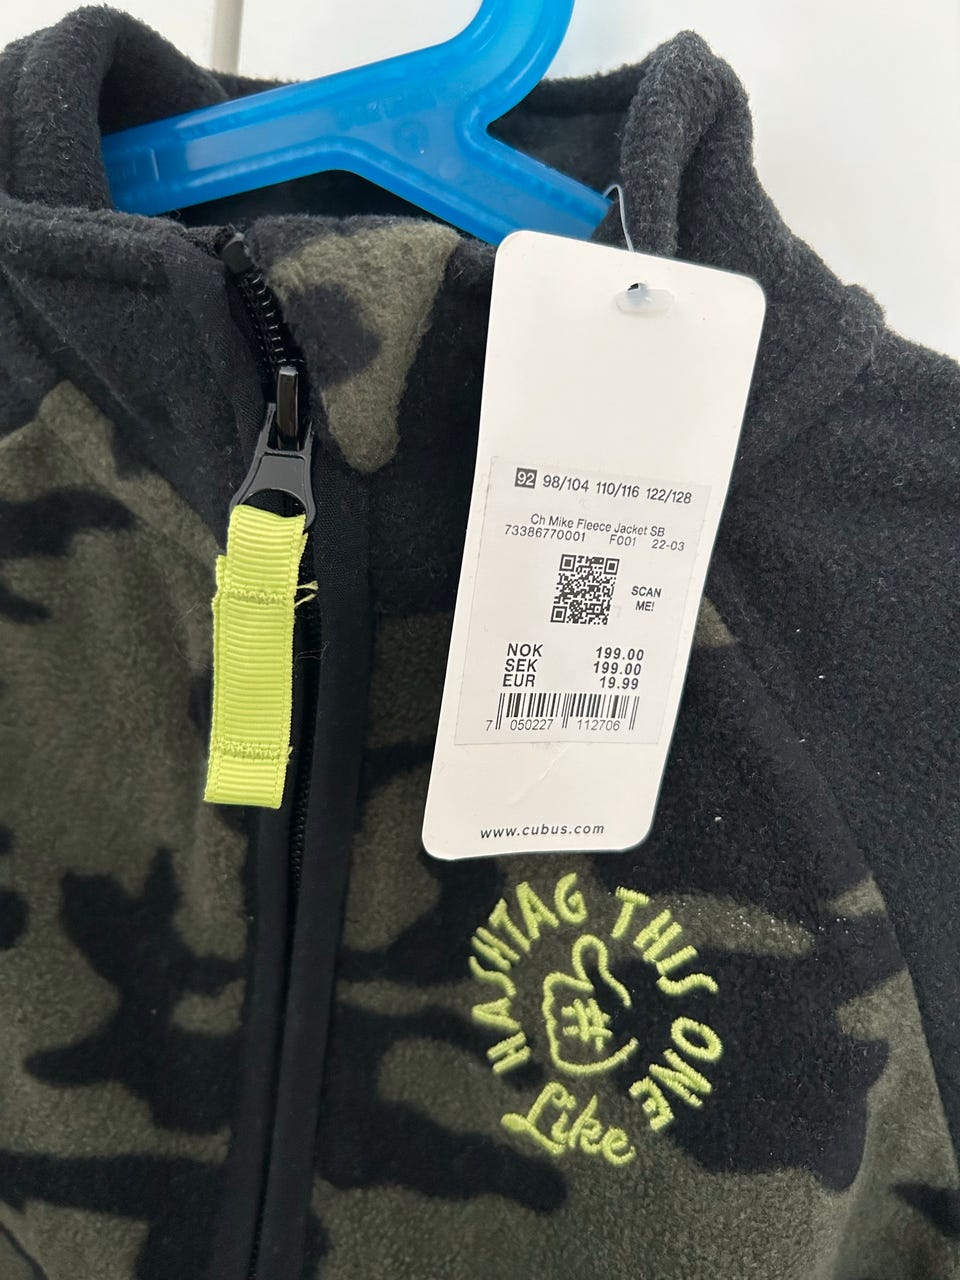 92 98/104 110/116 122/128
Ch Mike Fleece Jacket SB
73386770001 F001 22-03
SCAN
ME!
NOK 199.00
SEK 199.00
EUR 19.99
7 050227 112706
www.cubus.com
HASHTAG THIS ONE
#
Like